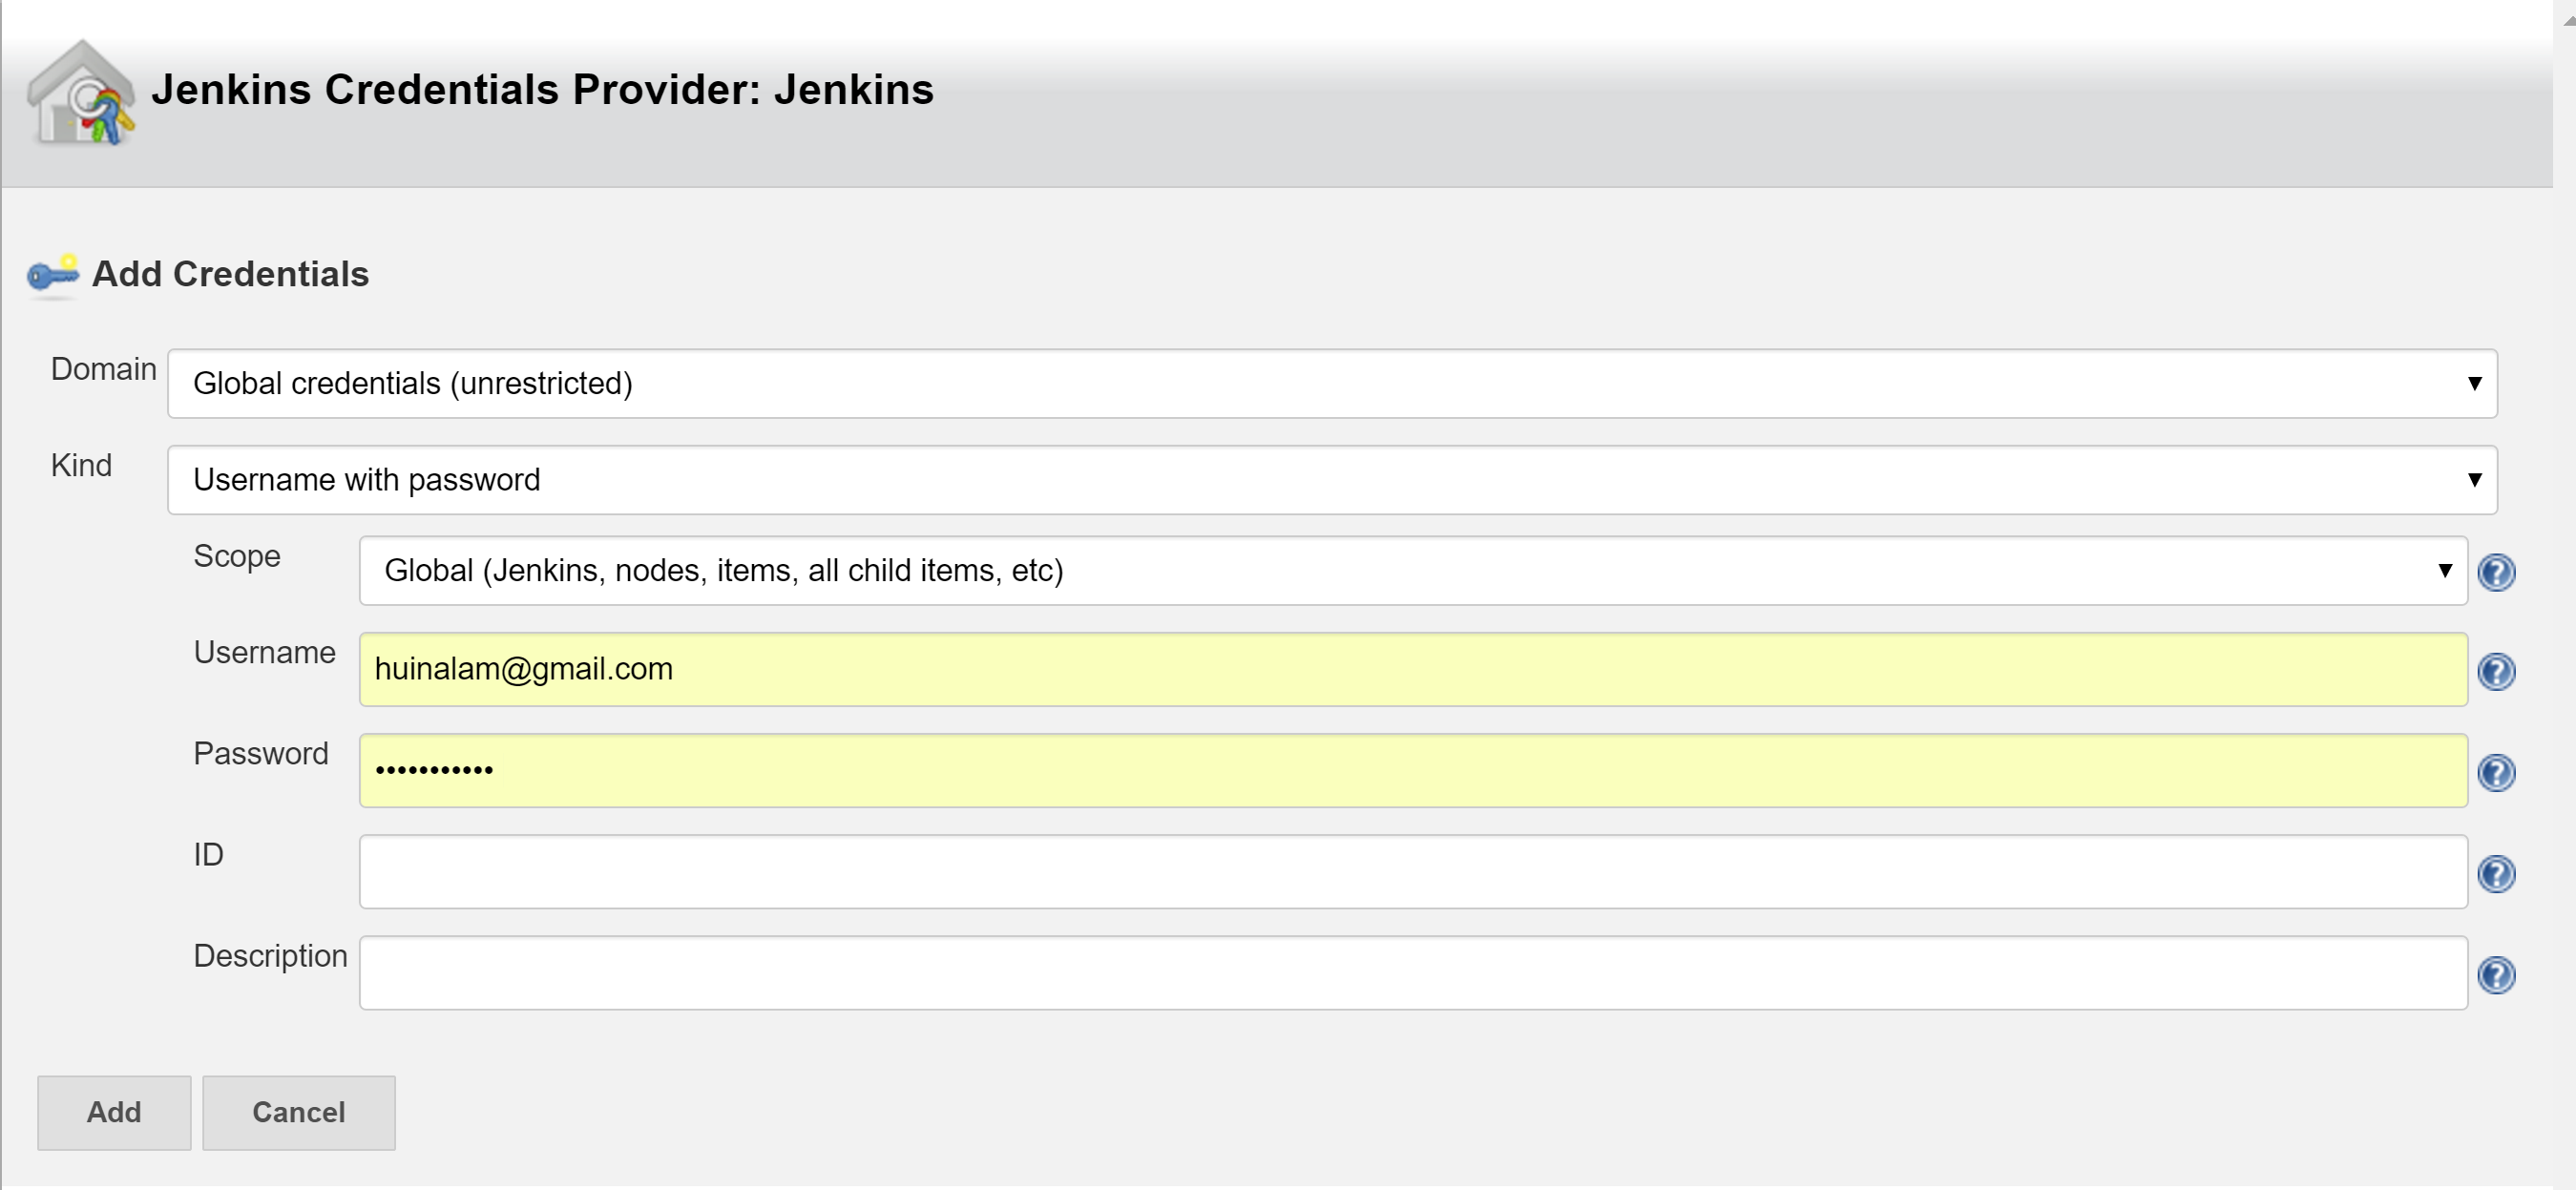 Jenkins Credentials Provider: Jenkins
Add Credentials
Domain Global credentials (unrestricted)
Kind Username with password
Scope Global (Jenkins, nodes, items, all child items, etc)
Username huinalam@gmail.com
Password •••••••••••
ID
Description
Add Cancel